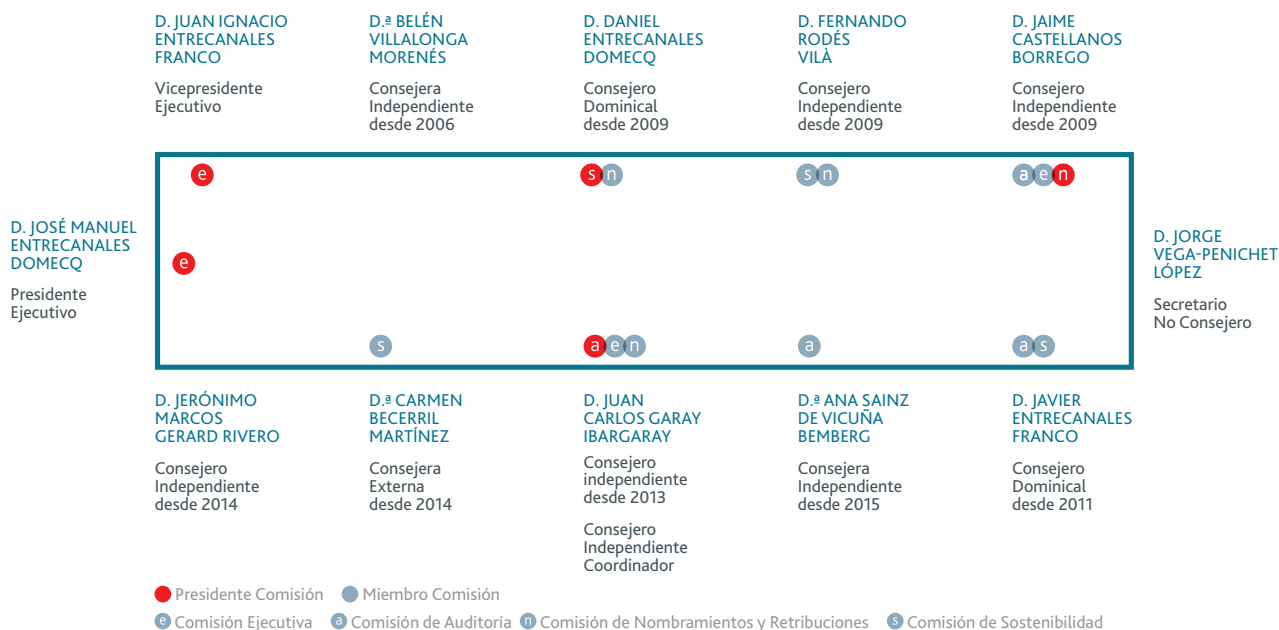 D. JUAN IGNACIO
ENTRECANALES
FRANCO
Vicepresidente
Ejecutivo
D.ª BELÉN
VILLALONGA
MORENÉS
Consejera
Independiente
desde 2006
D. DANIEL
ENTRECANALES
DOMECQ
Consejero
Dominical
desde 2009
D. FERNANDO
RODÉS
VILÀ
Consejero
Independiente
desde 2009
D. JAIME
CASTELLANOS
BORREGO
Consejero
Independiente
desde 2009
e
s n
s n
a e n
D. JOSÉ MANUEL
ENTRECANALES
DOMECQ
Presidente
Ejecutivo
e
D. JORGE
VEGA-PENICHET
LÓPEZ
Secretario
No Consejero
s
a e n
a
a s
D. JERÓNIMO
MARCOS
GERARD RIVERO
Consejero
Independiente
desde 2014
D.ª CARMEN
BECERRIL
MARTÍNEZ
Consejera
Externa
desde 2014
D. JUAN
CARLOS GARAY
IBARGARAY
Consejero
independiente
desde 2013
Consejero
Independiente
Coordinador
D.ª ANA SAINZ
DE VICUÑA
BEMBERG
Consejera
Independiente
desde 2015
D. JAVIER
ENTRECANALES
FRANCO
Consejero
Dominical
desde 2011
Presidente Comisión Miembro Comisión
e Comisión Ejecutiva a Comisión de Auditoría n Comisión de Nombramientos y Retribuciones s Comisión de Sostenibilidad